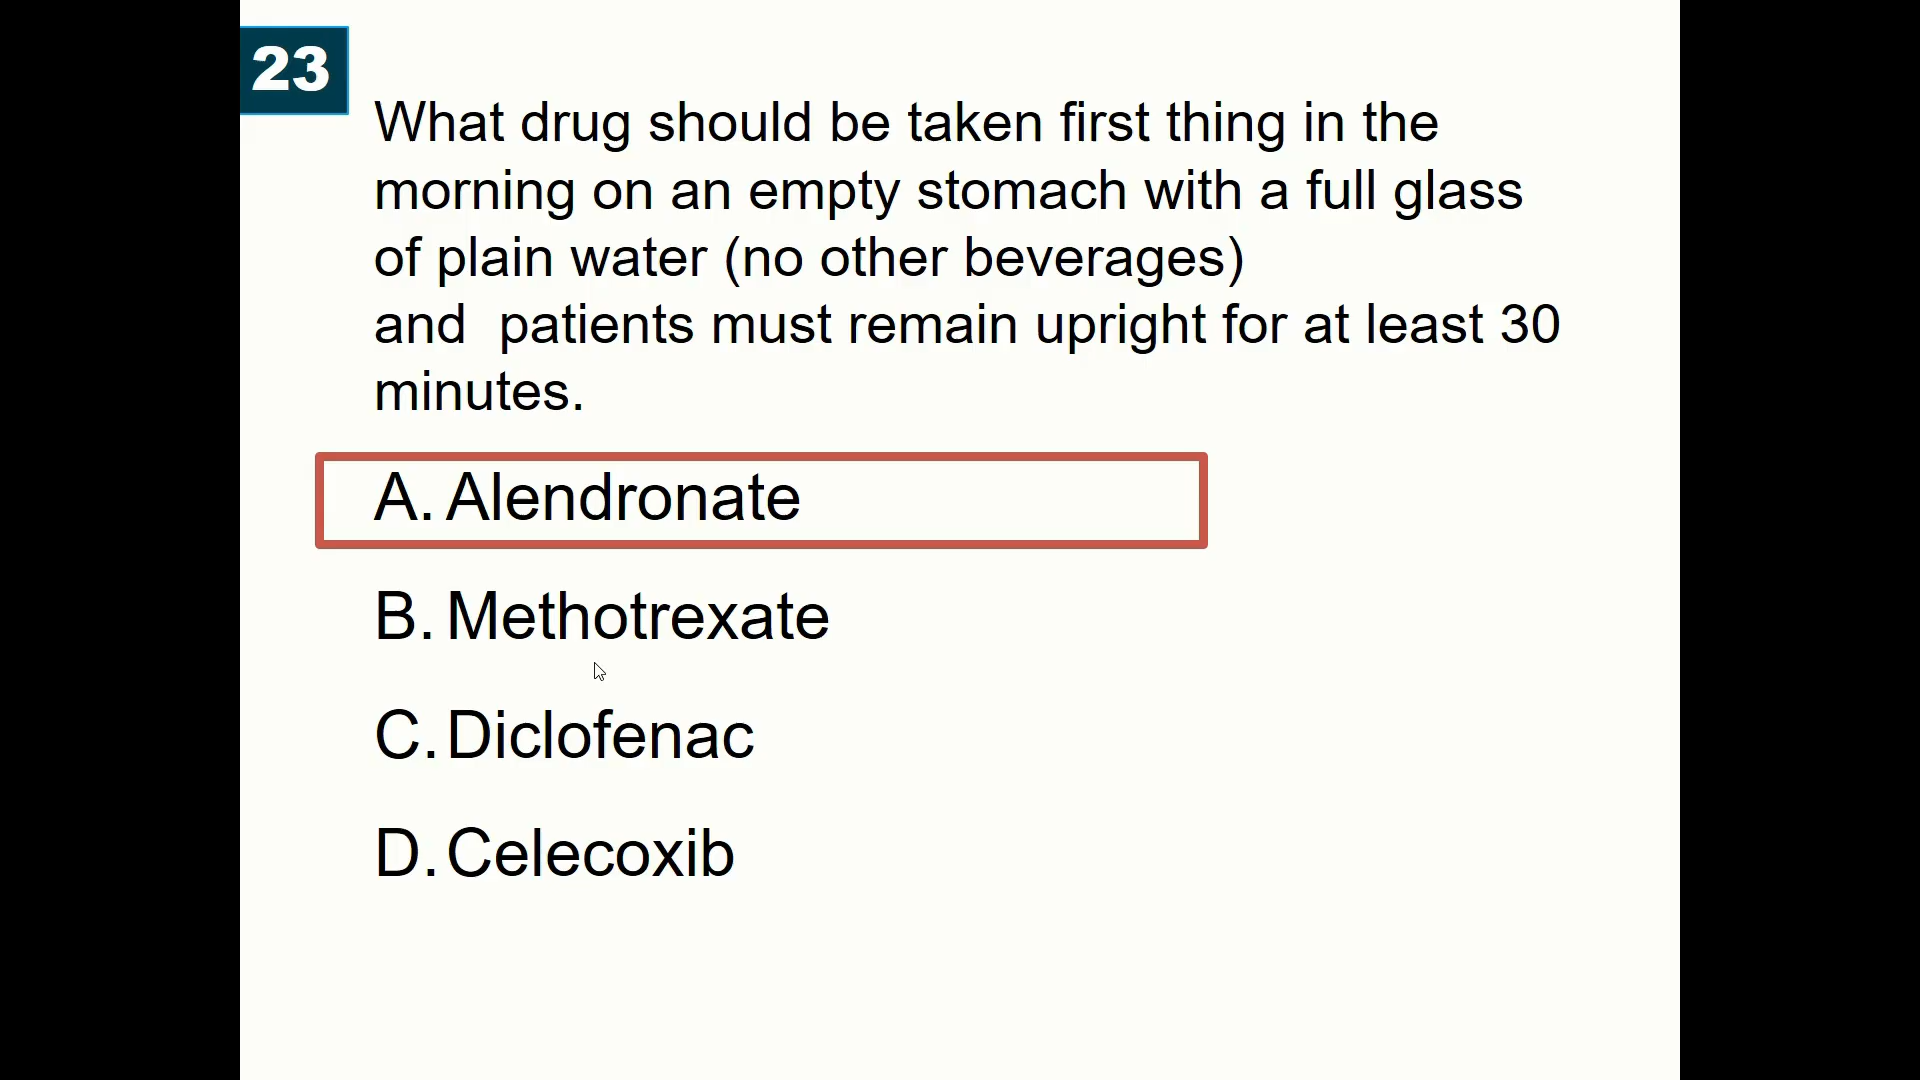 23
What drug should be taken first thing in the
morning on an empty stomach with a full glass
of plain water (no other beverages)
and  patients must remain upright for at least 30
minutes.
A. Alendronate
B. Methotrexate
C. Diclofenac
D. Celecoxib